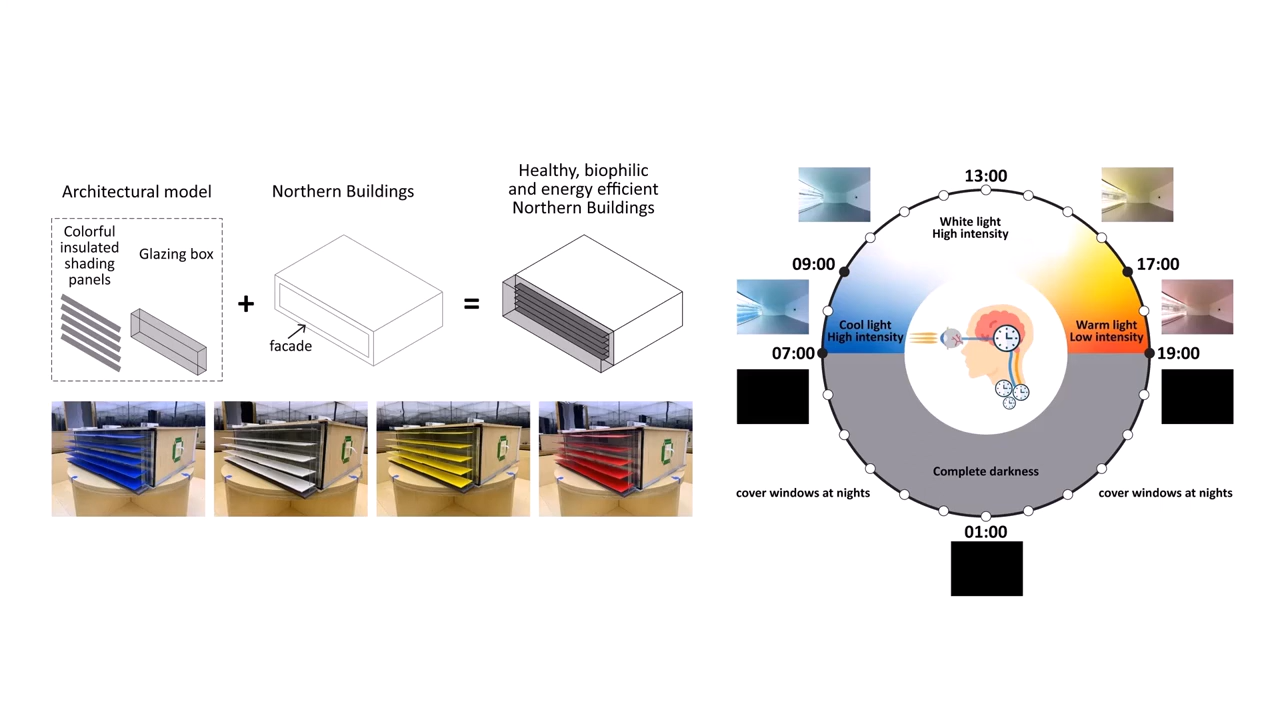 Architectural model
Colorful
insulated
shading
panels
Glazing box
+
Northern Buildings
facade
=
Healthy, biophilic
and energy efficient
Northern Buildings
13:00
White light
High intensity
09:00
17:00
Cool light
High intensity
Warm light
Low intensity
07:00
19:00
Complete darkness
cover windows at nights
cover windows at nights
01:00